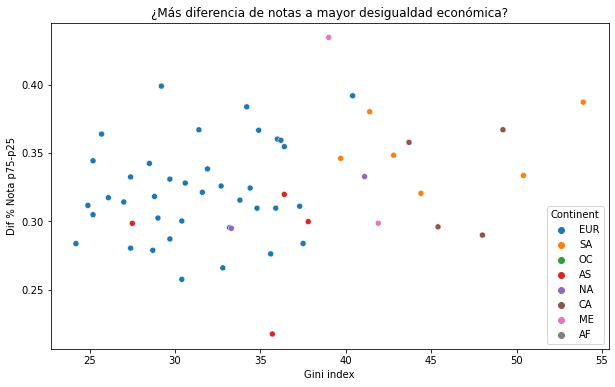 ¿Más diferencia de notas a mayor desigualdad económica?
Dif % Nota p75-p25
0.40
0.35
0.30
0.25
25 30 35 40 45 50 55
Gini index
Continent
EUR
SA
OC
AS
NA
CA
ME
AF